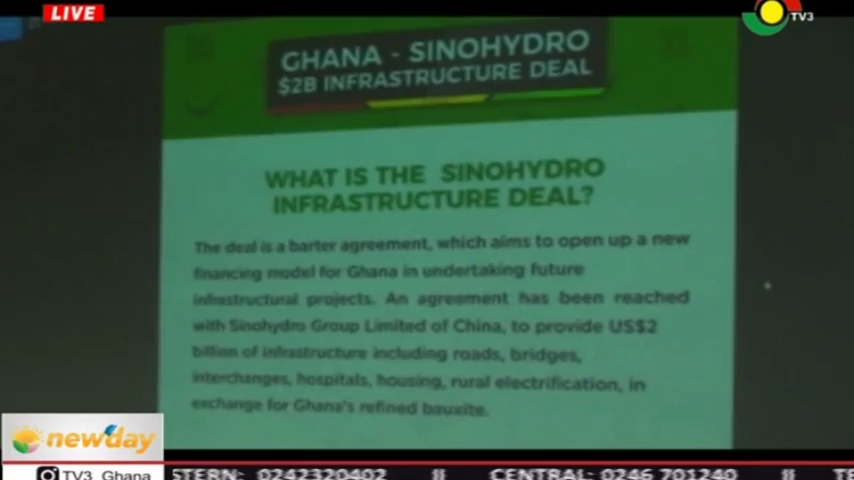 LIVE
TV3
GHANA - SINOHYDRO
$2B INFRASTRUCTURE DEAL
WHAT IS THE SINOHYDRO
INFRASTRUCTURE DEAL?
The deal is a barter agreement, which aims to open up a new
financing model for Ghana in undertaking future
infrastructural projects. An agreement has been reached
with Sinohydro Group Limited of China, to provide US$2
billion of infrastructure including roads, bridges,
interchanges, hospitals, housing, rural electrification, in
exchange for Ghana's refined bauxite.
newday
TV3_Ghana STERN: 0242320402 CENTRAL: 0246 701240